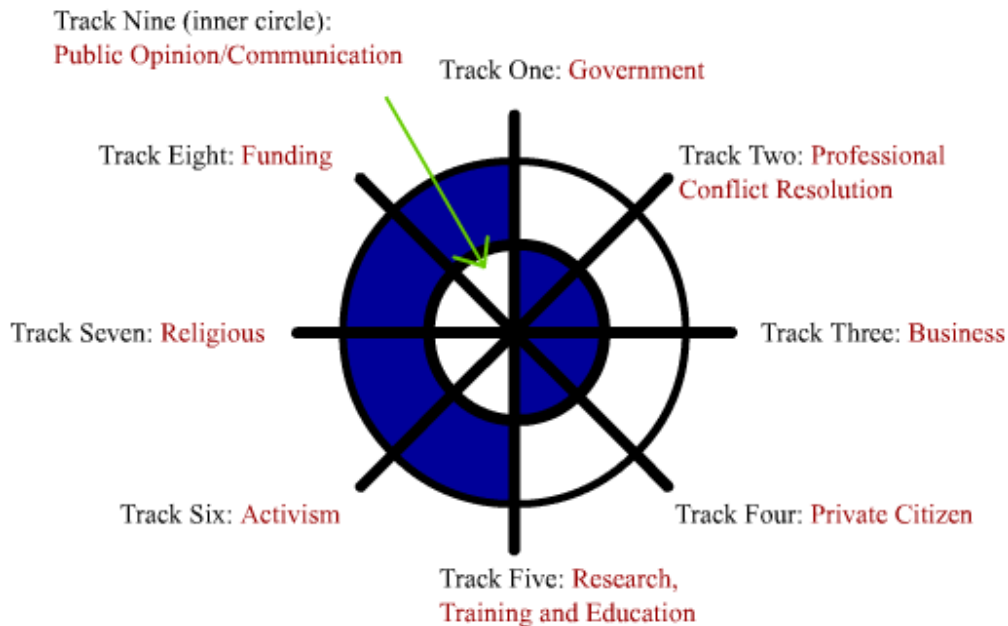 Track Nine (inner circle):
Public Opinion/Communication
Track One: Government
Track Eight: Funding
Track Two: Professional
Conflict Resolution
Track Seven: Religious
Track Three: Business
Track Six: Activism
Track Four: Private Citizen
Track Five: Research,
Training and Education